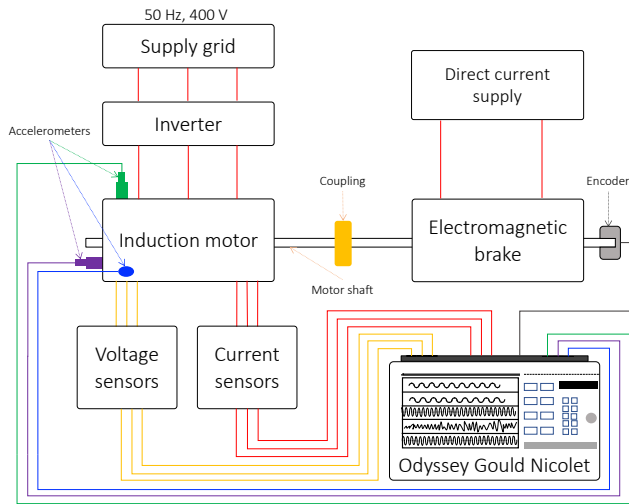 50 Hz, 400 V
Supply grid
Direct current
supply
Inverter
Accelerometers
Coupling
Encoder
Induction motor
Electromagnetic
brake
Motor shaft
Voltage
sensors
Current
sensors
Odyssey Gould Nicolet